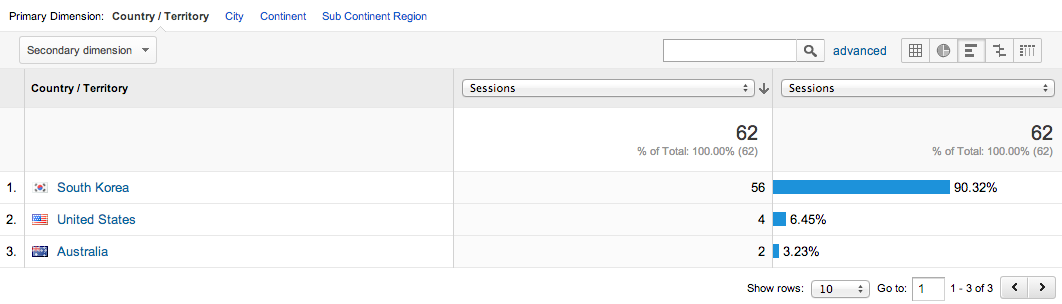 Primary Dimension: Country / Territory City Continent Sub Continent Region
Secondary dimension advanced
Country / Territory Sessions Sessions
62 62
% of Total: 100.00% (62) % of Total: 100.00% (62)
1. South Korea 56 90.32%
2. United States 4 6.45%
3. Australia 2 3.23%
Show rows: 10 Go to: 1 1 - 3 of 3